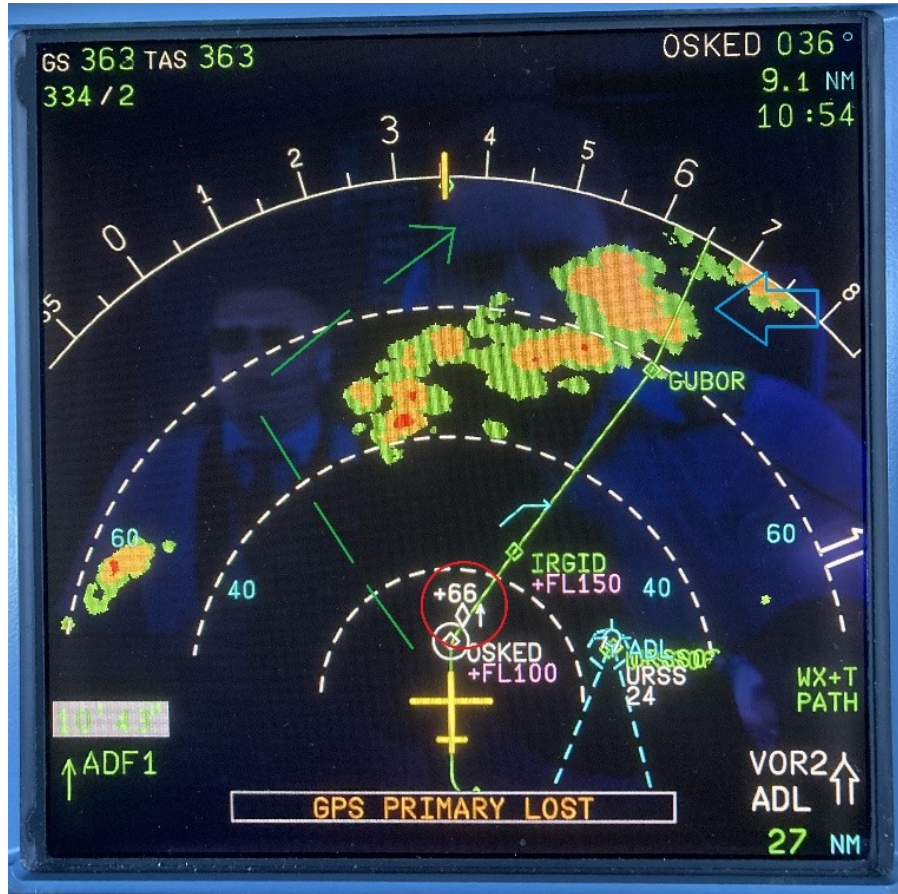 GS 363 TAS 363
334/2
OSKED 036°
9.1 NM
10:54
0
1
2
3
4
5
6
7
8
GUBOR
60
60
40
40
IRGID
+FL150
+66
OSKED
+FL100
ADL
URSS
24
WX+T
PATH
10'43"
ADF1
VOR2
ADL
27 NM
GPS PRIMARY LOST